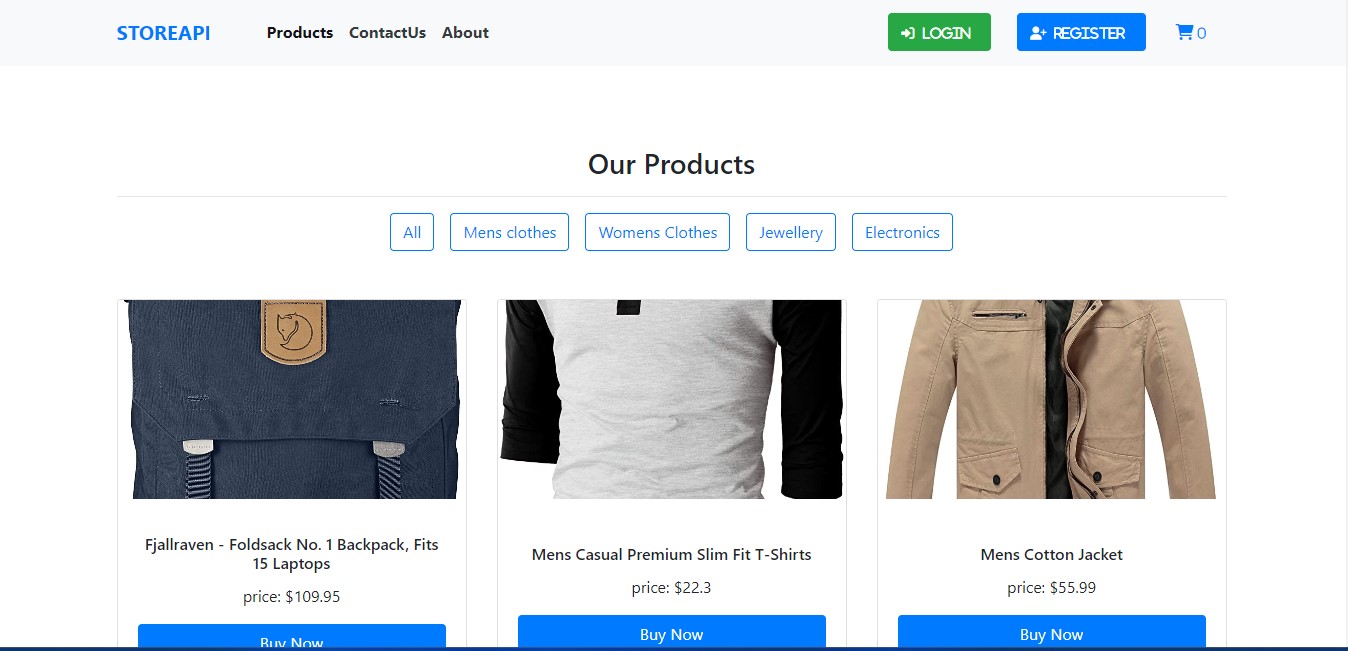 STOREAPI
Products ContactUs About
LOGIN
REGISTER
0
Our Products
All
Mens clothes
Womens Clothes
Jewellery
Electronics
Fjallraven - Foldsack No. 1 Backpack, Fits
15 Laptops
price: $109.95
Buy Now
Mens Casual Premium Slim Fit T-Shirts
price: $22.3
Buy Now
Mens Cotton Jacket
price: $55.99
Buy Now